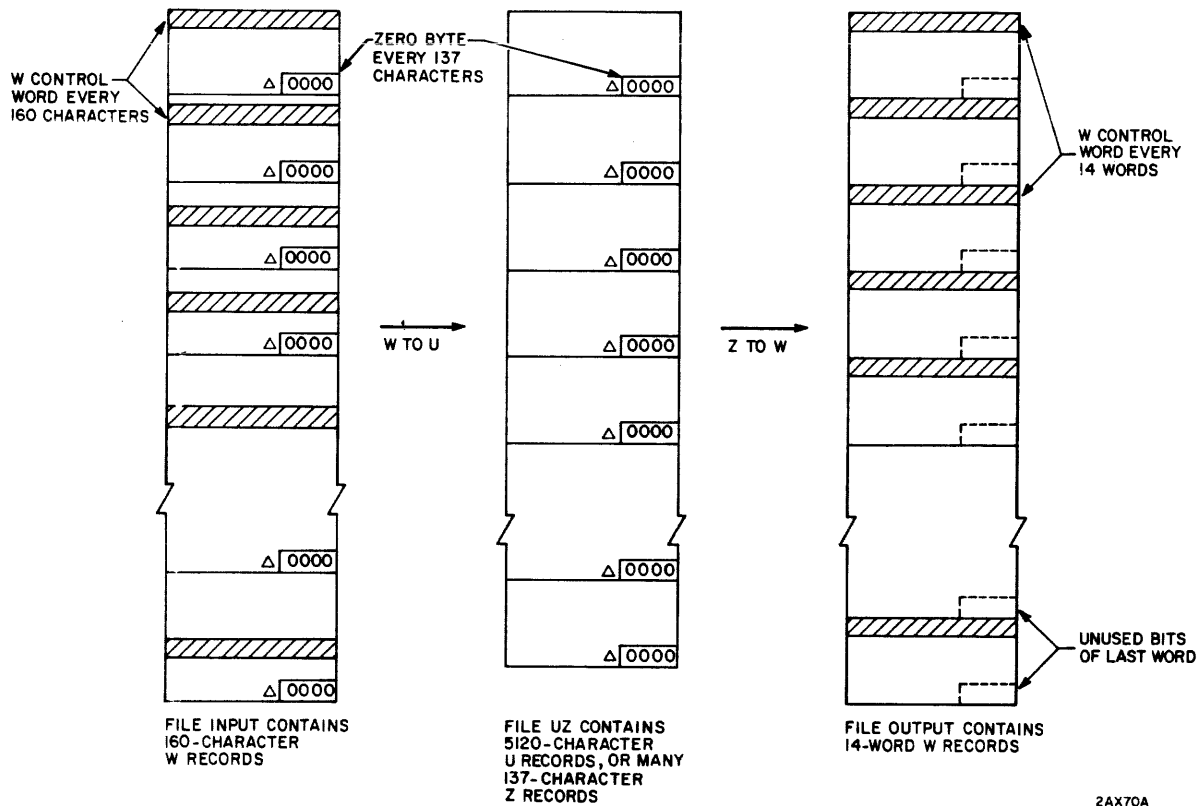 W CONTROL
WORD EVERY
160 CHARACTERS
ZERO BYTE
EVERY 137
CHARACTERS
W CONTROL
WORD EVERY
14 WORDS
△ 0000
△ 0000
△ 0000
△ 0000
△ 0000
△ 0000
△ 0000
△ 0000
△ 0000
△ 0000
△ 0000
△ 0000
△ 0000
W TO U
Z TO W
UNUSED BITS
OF LAST WORD
FILE INPUT CONTAINS
160-CHARACTER
W RECORDS
FILE UZ CONTAINS
5120-CHARACTER
U RECORDS, OR MANY
137-CHARACTER
Z RECORDS
FILE OUTPUT CONTAINS
14-WORD W RECORDS
2AX70A